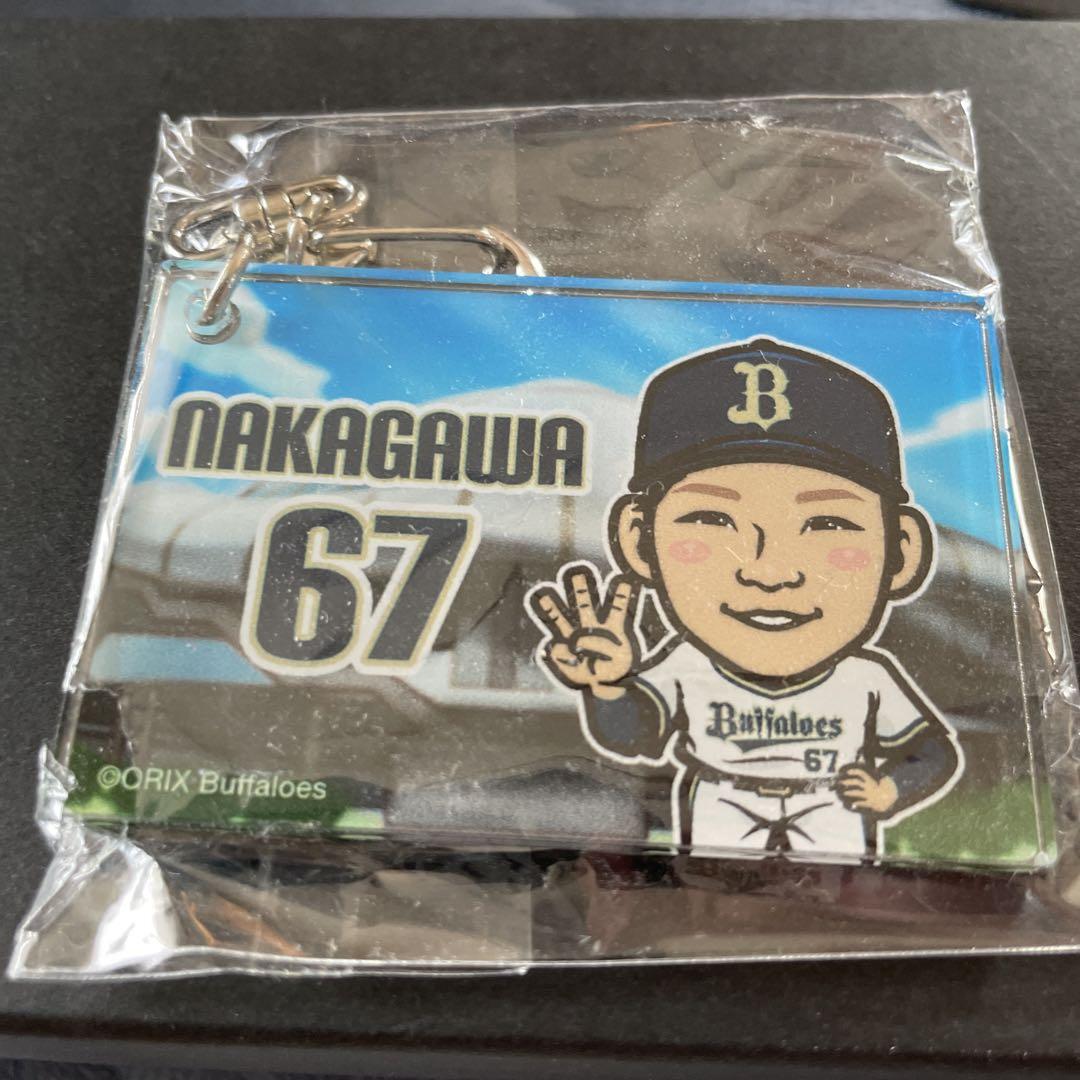 NAKAGAWA
67
B
Buffaloes
67
©ORIX Buffaloes